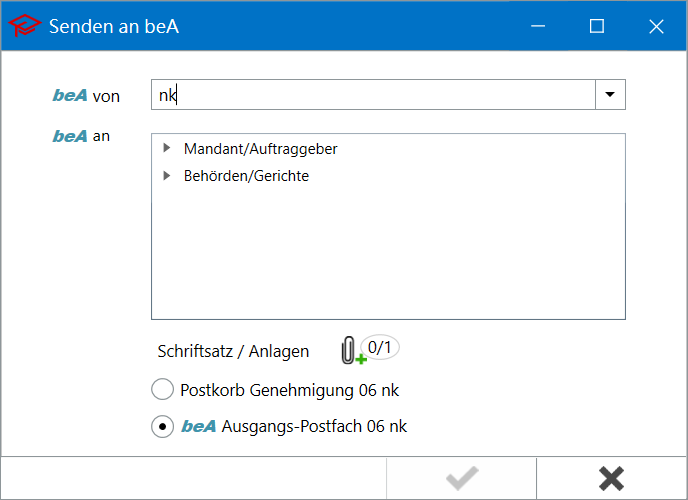 Senden an beA
beA von
nk
beA an
Mandant/Auftraggeber
Behörden/Gerichte
Schriftsatz / Anlagen 0/1
Postkorb Genehmigung 06 nk
beA Ausgangs-Postfach 06 nk